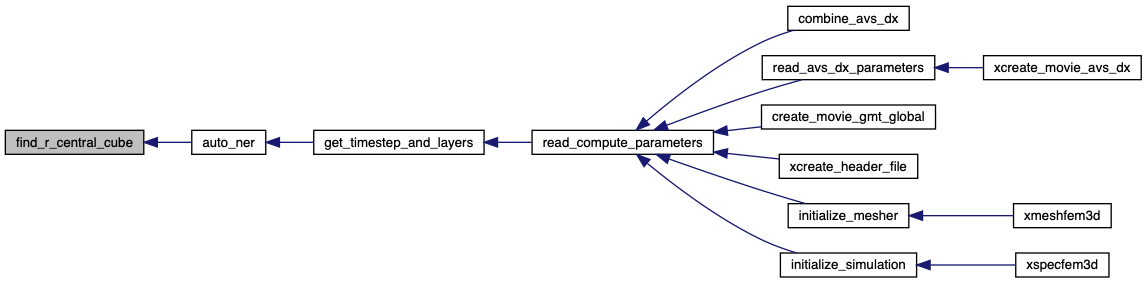 find_r_central_cube
auto_ner
get_timestep_and_layers
read_compute_parameters
combine_avs_dx
read_avs_dx_parameters
xcreate_movie_avs_dx
create_movie_gmt_global
xcreate_header_file
initialize_mesher
xmeshfem3d
initialize_simulation
xspecfem3d